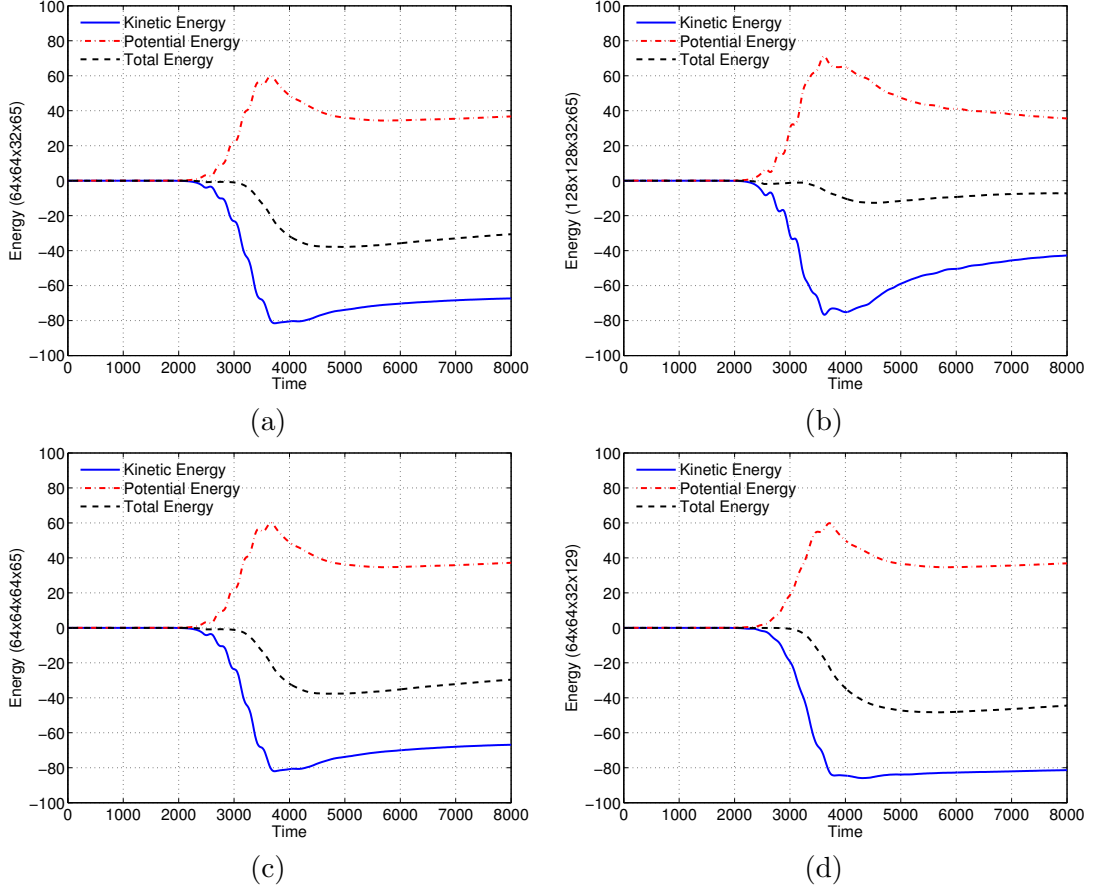 Kinetic Energy
Potential Energy
Total Energy
Energy (64x64x32x65)
100
80
60
40
20
0
−20
−40
−60
−80
−100
0 1000 2000 3000 4000 5000 6000 7000 8000
Time
(a)
Kinetic Energy
Potential Energy
Total Energy
Energy (128x128x32x65)
100
80
60
40
20
0
−20
−40
−60
−80
−100
0 1000 2000 3000 4000 5000 6000 7000 8000
Time
(b)
Kinetic Energy
Potential Energy
Total Energy
Energy (64x64x64x65)
100
80
60
40
20
0
−20
−40
−60
−80
−100
0 1000 2000 3000 4000 5000 6000 7000 8000
Time
(c)
Kinetic Energy
Potential Energy
Total Energy
Energy (64x64x32x129)
100
80
60
40
20
0
−20
−40
−60
−80
−100
0 1000 2000 3000 4000 5000 6000 7000 8000
Time
(d)